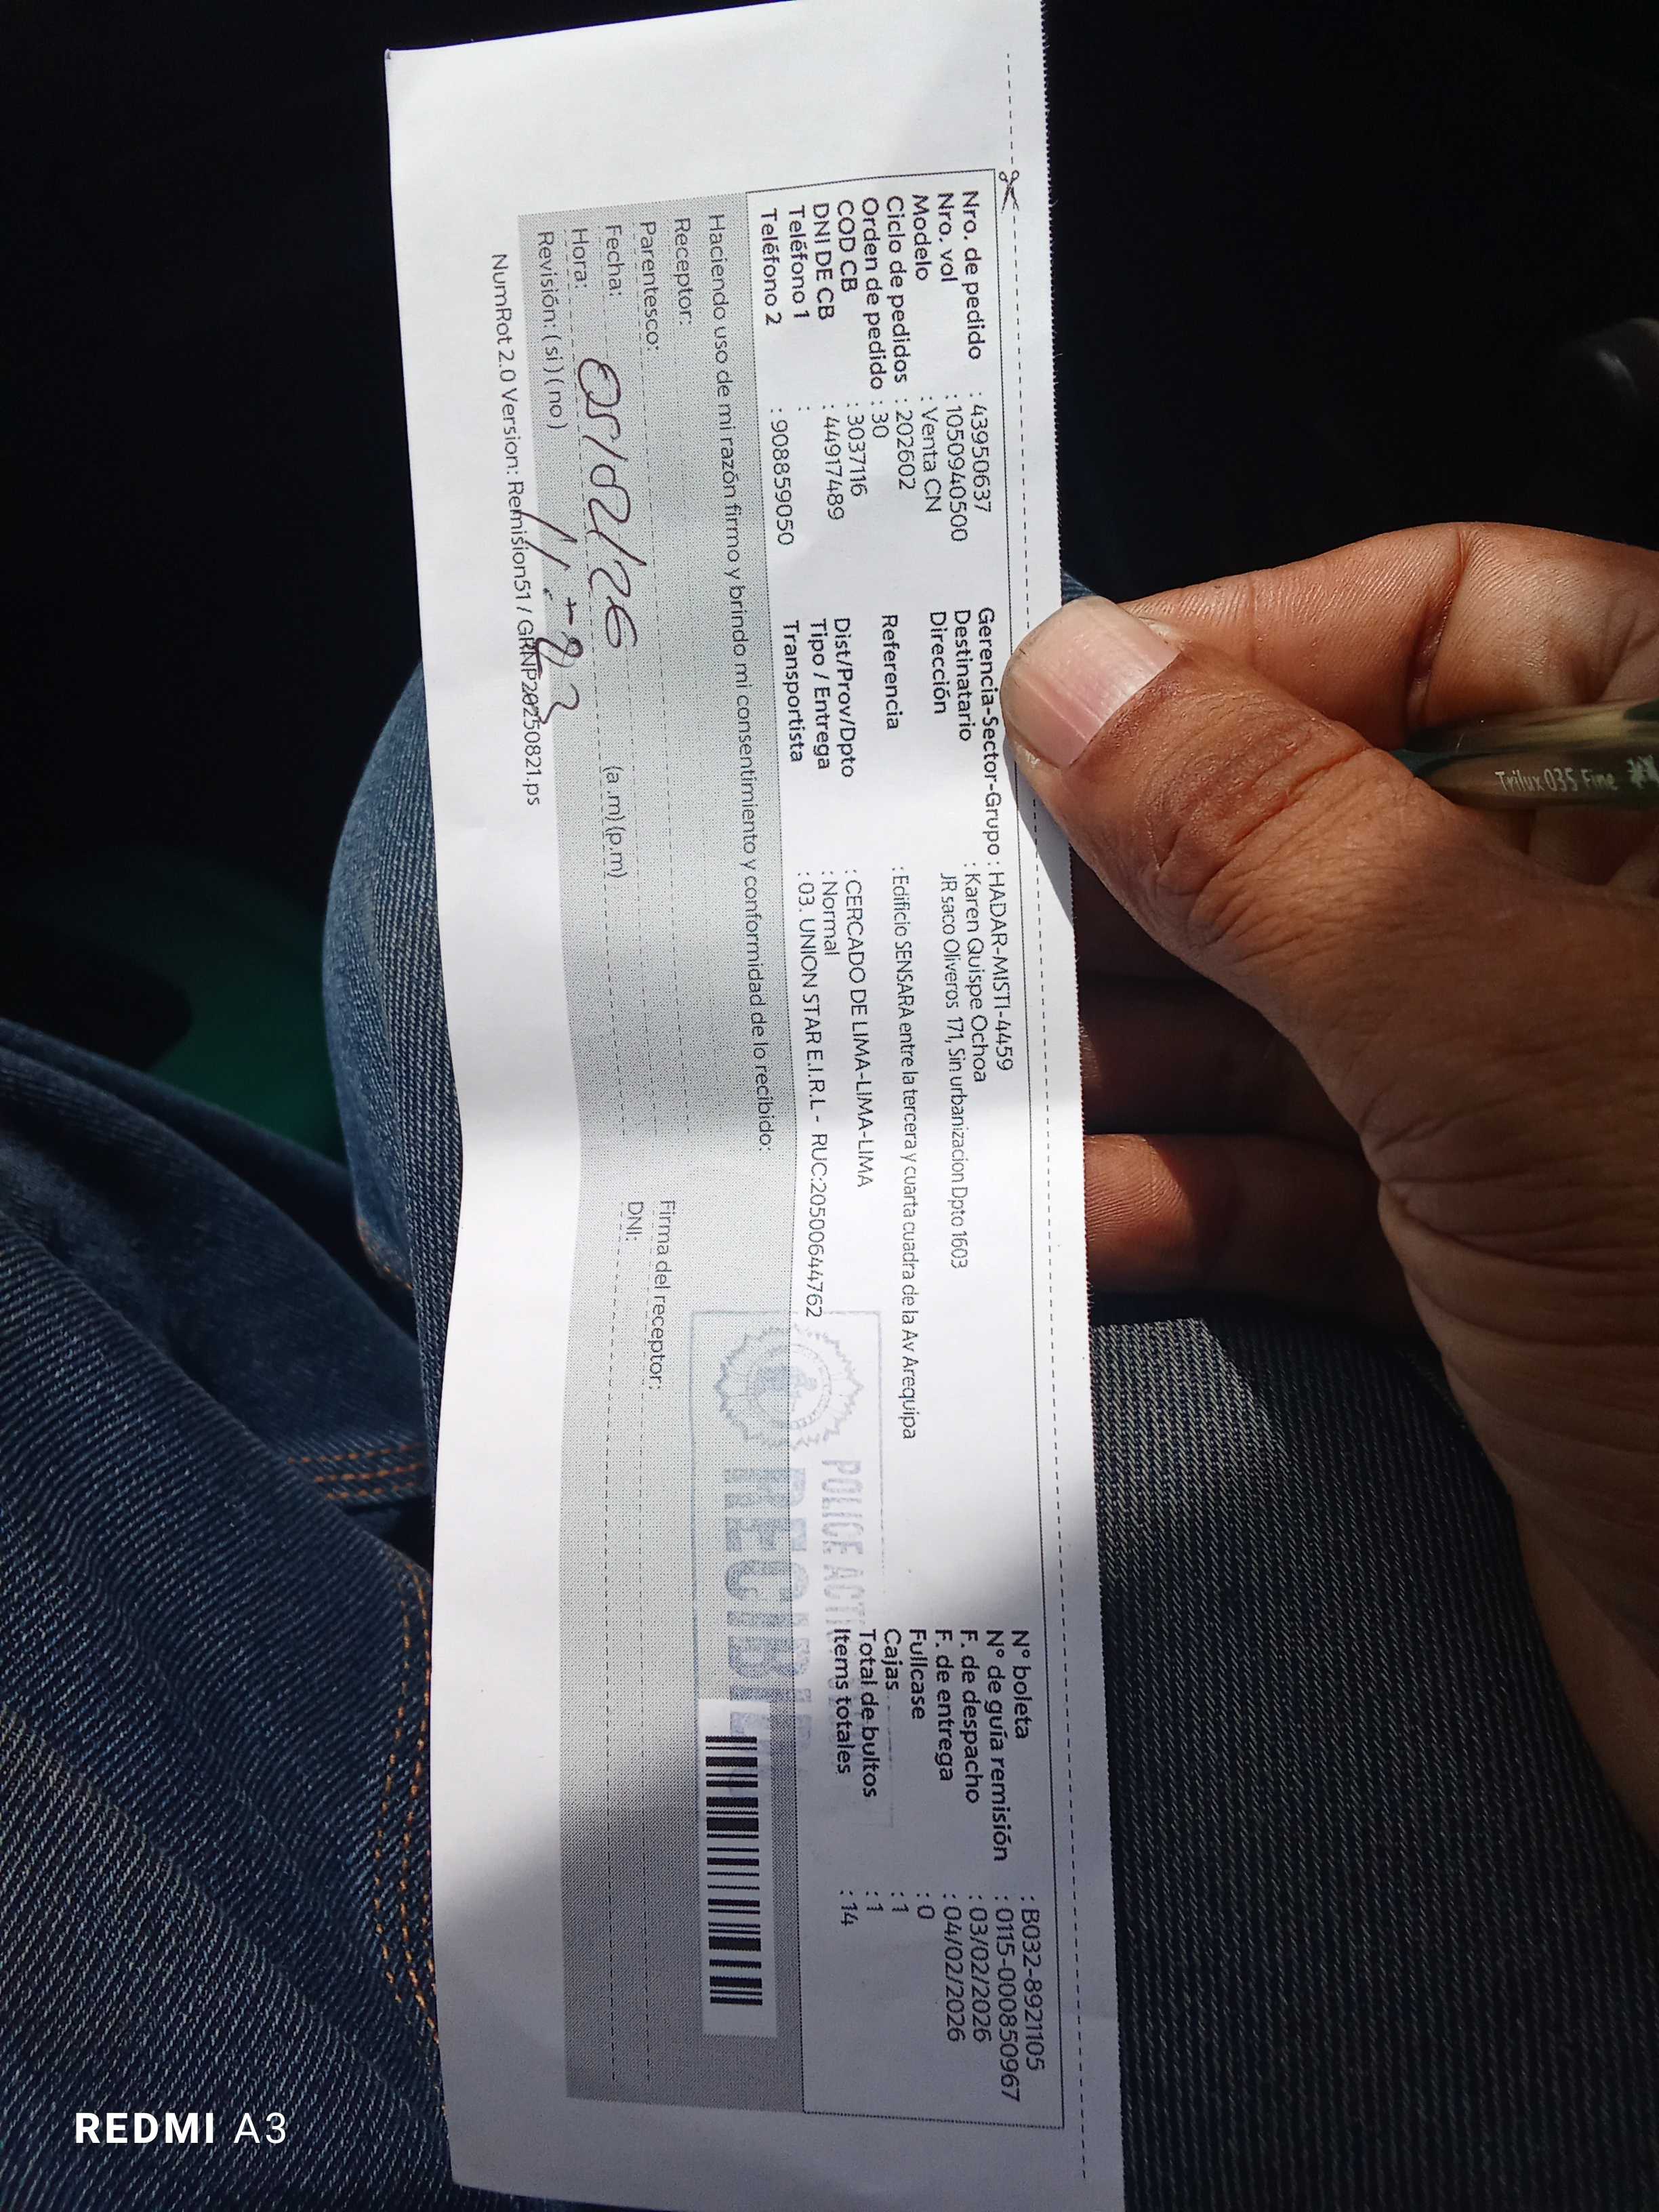 Nro. de pedido : 43950637
Nro. vol : 1050940500
Modelo : Venta CN
Ciclo de pedidos : 202602
Orden de pedido : 30
COD CB : 3037116
DNI DE CB : 44917489
Teléfono 1 :
Teléfono 2 : 908859050
Gerencia-Sector-Grupo : HADAR-MISTI-4459
Destinatario : Karen Quispe Ochoa
Dirección JR saco Oliveros 171, Sin urbanizacion Dpto 1603
Referencia : Edificio SENSARA entre la tercera y cuarta cuadra de la Av Arequipa
Dist/Prov/Dpto : CERCADO DE LIMA-LIMA-LIMA
Tipo / Entrega : Normal
Transportista : 03. UNION STAR E.I.R.L - RUC:20500644762
N° boleta : B032-8921105
N° de guía remisión : 0115-000850967
F. de despacho : 03/02/2026
F. de entrega : 04/02/2026
Fullcase : 0
Cajas : 1
Total de bultos : 1
Items totales : 14
POLICE
Haciendo uso de mi razón firmo y brindo mi consentimiento y conformidad de lo recibido:
Receptor:
Parentesco:
Fecha: 05/02/26
Hora: (a.m)(p.m)
Revisión: ( si ) ( no )
Firma del receptor:
DNI:
NumRot 2.0 Version: Remision51 / GRNP20250821.ps
Trilux 035 Fine
REDMI A3